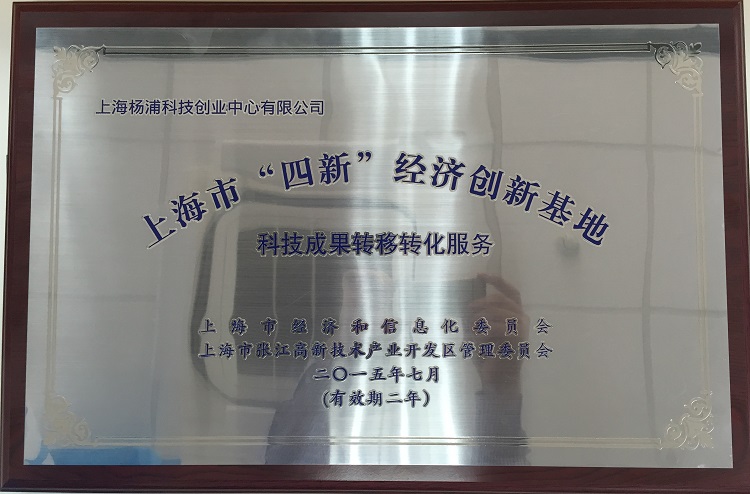 上海杨浦科技创业中心有限公司
上海市“四新”经济创新基地
科技成果转移转化服务
上海市经济和信息化委员会
上海市张江高新技术产业开发区管理委员会
二〇一五年七月
(有效期二年)